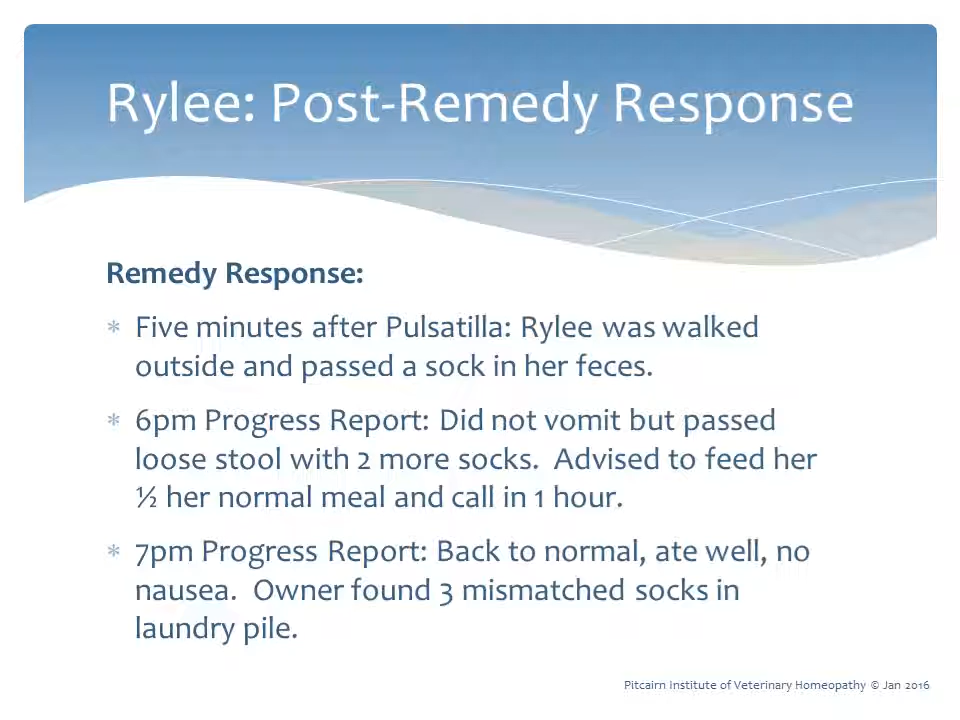 Rylee: Post-Remedy Response
Remedy Response:
* Five minutes after Pulsatilla: Rylee was walked
outside and passed a sock in her feces.
* 6pm Progress Report: Did not vomit but passed
loose stool with 2 more socks.  Advised to feed her
½ her normal meal and call in 1 hour.
* 7pm Progress Report: Back to normal, ate well, no
nausea.  Owner found 3 mismatched socks in
laundry pile.
Pitcairn Institute of Veterinary Homeopathy © Jan 2016